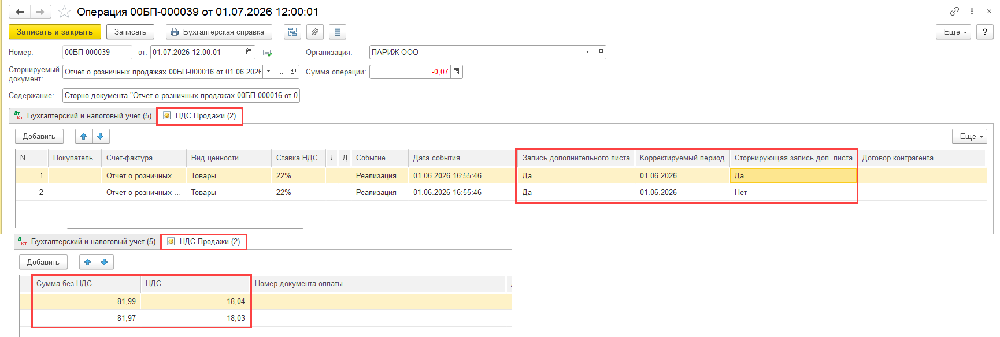 Операция 00БП-000039 от 01.07.2026 12:00:01
Записать и закрыть Записать Бухгалтерская справка Еще ?
Номер: 00БП-000039 от: 01.07.2026 12:00:01 Организация: ПАРИЖ ООО
Сторнируемый документ: Отчет о розничных продажах 00БП-000016 от 01.06.2026 ... Сумма операции: -0,07
Содержание: Сторно документа "Отчет о розничных продажах 00БП-000016 от 0
Дт Кт Бухгалтерский и налоговый учет (5) НДС Продажи (2)
Добавить Еще
N Покупатель Счет-фактура Вид ценности Ставка НДС Событие Дата события Запись дополнительного листа Корректируемый период Сторнирующая запись доп. листа Договор контрагента
1 Отчет о розничных ... Товары 22% Реализация 01.06.2026 16:55:46 Да 01.06.2026 Да
2 Отчет о розничных ... Товары 22% Реализация 01.06.2026 16:55:46 Да 01.06.2026 Нет
Дт Кт Бухгалтерский и налоговый учет (5) НДС Продажи (2)
Добавить
Сумма без НДС НДС Номер документа оплаты
-81,99 -18,04
81,97 18,03